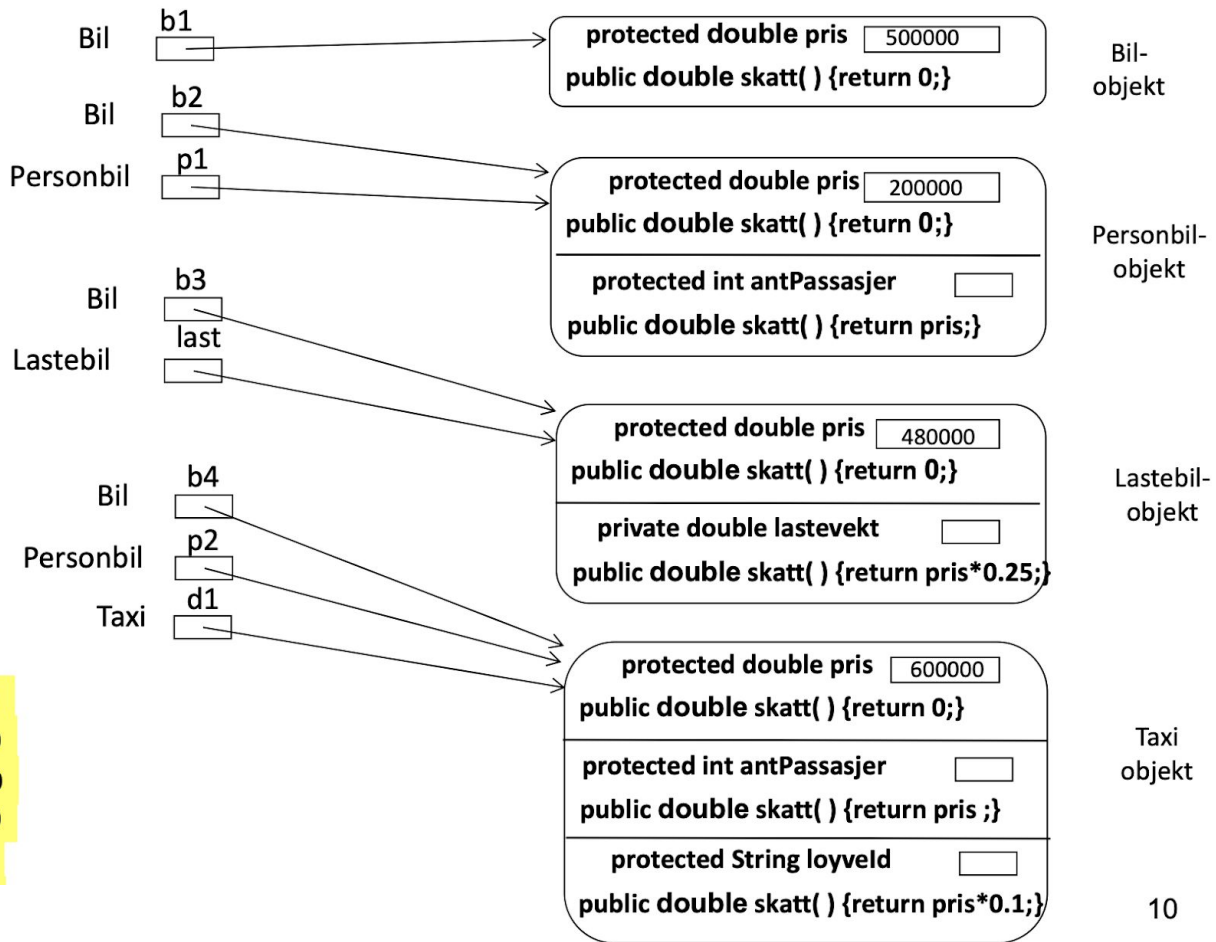 b1
Bil
protected double pris 500000
public double skatt( ) {return 0;}
Bil-
objekt
b2
Bil
p1
Personbil
protected double pris 200000
public double skatt( ) {return 0;}
protected int antPassasjer
public double skatt( ) {return pris;}
Personbil-
objekt
b3
Bil
last
Lastebil
protected double pris 480000
public double skatt( ) {return 0;}
private double lastevekt
public double skatt( ) {return pris*0.25;}
Lastebil-
objekt
b4
Bil
p2
Personbil
d1
Taxi
protected double pris 600000
public double skatt( ) {return 0;}
protected int antPassasjer
public double skatt( ) {return pris ;}
protected String loyveId
public double skatt( ) {return pris*0.1;}
Taxi
objekt
10